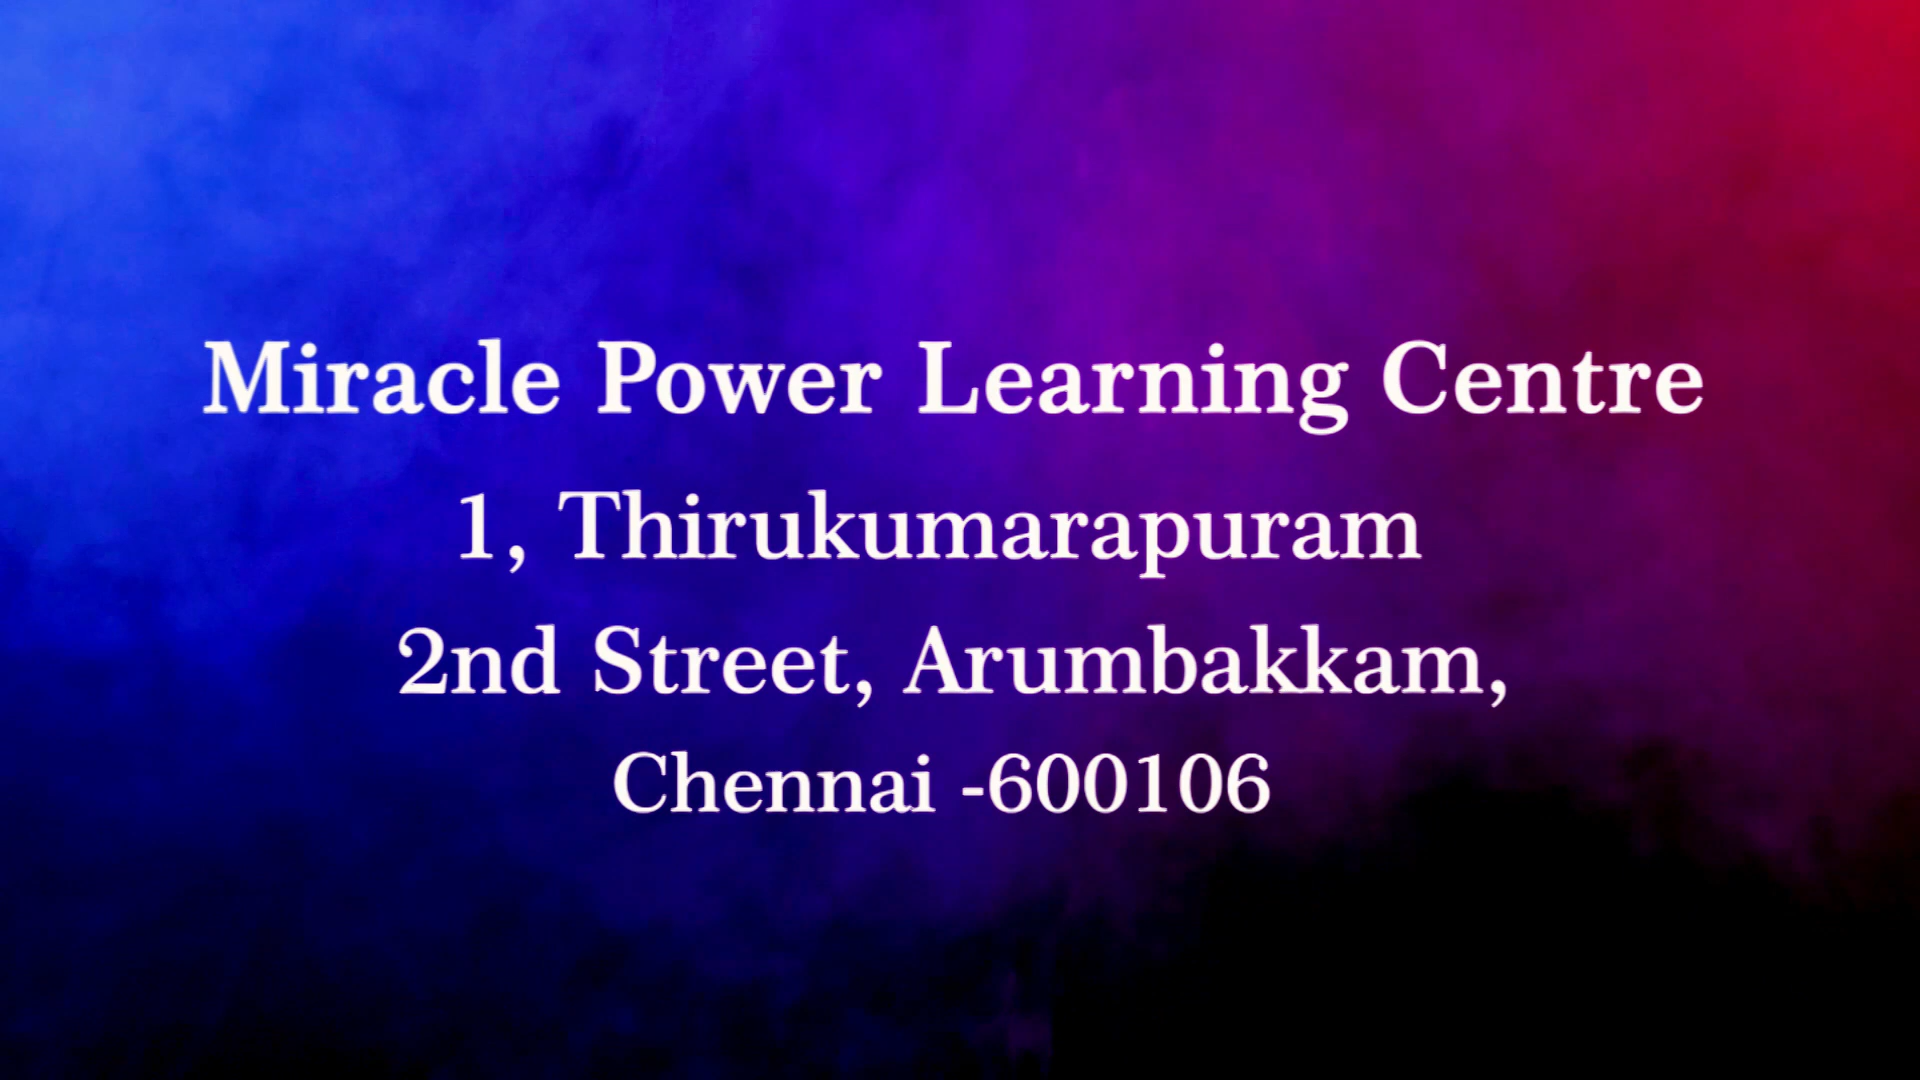 Miracle Power Learning Centre
1, Thirukumarapuram
2nd Street, Arumbakkam,
Chennai -600106